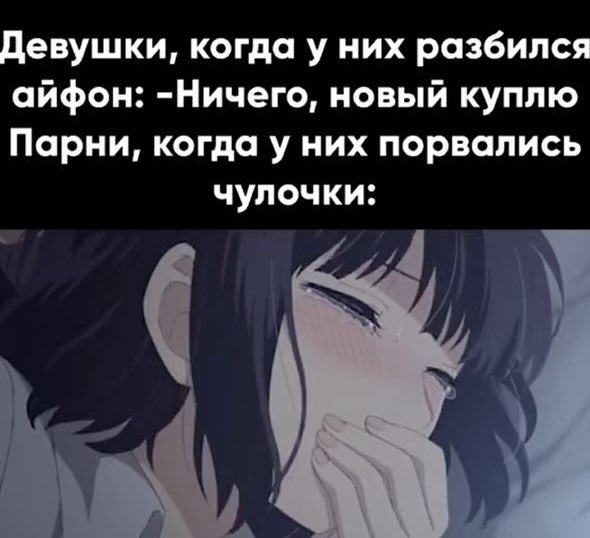 Девушки, когда у них разбился
айфон: -Ничего, новый куплю
Парни, когда у них порвались
чулочки: